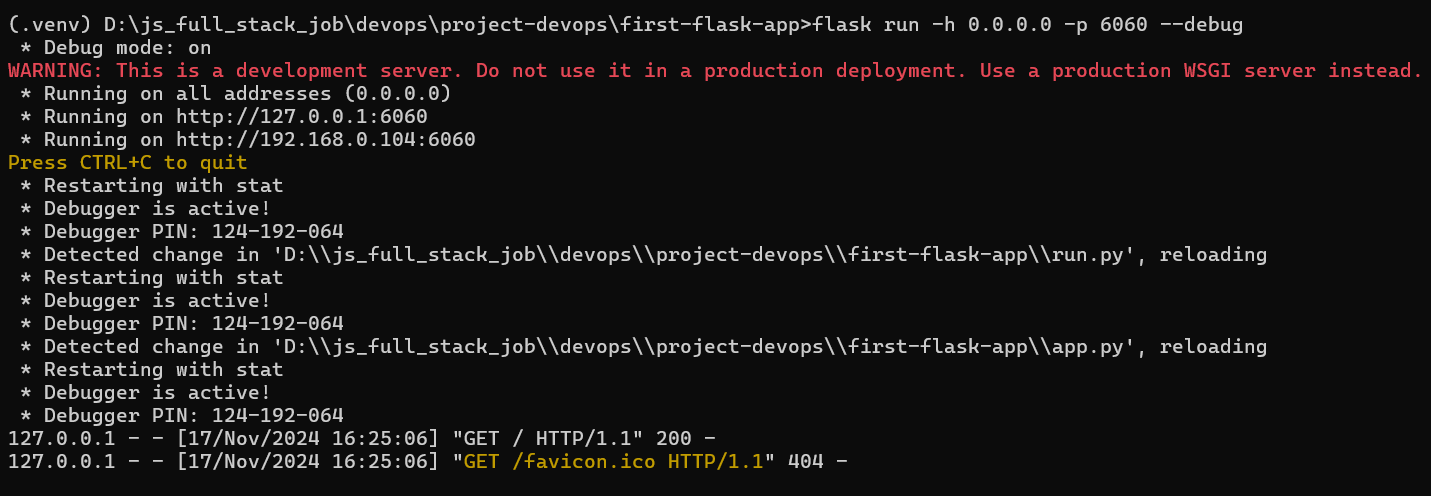 (.venv) D:\js_full_stack_job\devops\project-devops\first-flask-app>flask run -h 0.0.0.0 -p 6060 --debug
 * Debug mode: on
WARNING: This is a development server. Do not use it in a production deployment. Use a production WSGI server instead.
 * Running on all addresses (0.0.0.0)
 * Running on http://127.0.0.1:6060
 * Running on http://192.168.0.104:6060
Press CTRL+C to quit
 * Restarting with stat
 * Debugger is active!
 * Debugger PIN: 124-192-064
 * Detected change in 'D:\\js_full_stack_job\\devops\\project-devops\\first-flask-app\\run.py', reloading
 * Restarting with stat
 * Debugger is active!
 * Debugger PIN: 124-192-064
 * Detected change in 'D:\\js_full_stack_job\\devops\\project-devops\\first-flask-app\\app.py', reloading
 * Restarting with stat
 * Debugger is active!
 * Debugger PIN: 124-192-064
127.0.0.1 - - [17/Nov/2024 16:25:06] "GET / HTTP/1.1" 200 -
127.0.0.1 - - [17/Nov/2024 16:25:06] "GET /favicon.ico HTTP/1.1" 404 -